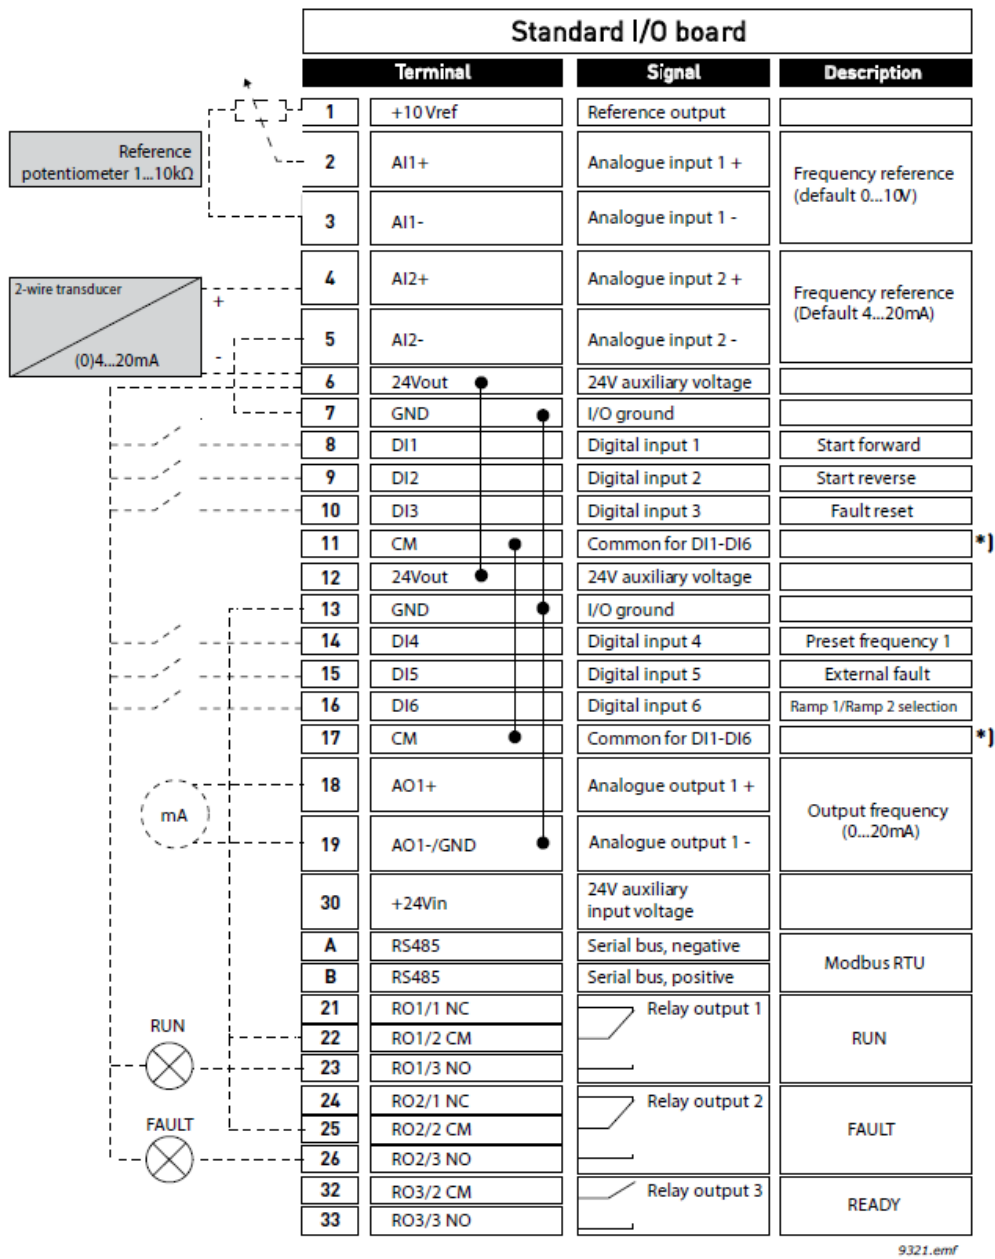 Standard I/O board
Terminal Signal Description
1 +10 Vref Reference output
Reference
potentiometer 1...10kΩ
2 AI1+ Analogue input 1 +
Frequency reference
(default 0...10V)
3 AI1- Analogue input 1 -
2-wire transducer
+
-
(0)4...20mA
4 AI2+ Analogue input 2 +
Frequency reference
(Default 4...20mA)
5 AI2- Analogue input 2 -
6 24Vout 24V auxiliary voltage
7 GND I/O ground
8 DI1 Digital input 1 Start forward
9 DI2 Digital input 2 Start reverse
10 DI3 Digital input 3 Fault reset
11 CM Common for DI1-DI6 *)
12 24Vout 24V auxiliary voltage
13 GND I/O ground
14 DI4 Digital input 4 Preset frequency 1
15 DI5 Digital input 5 External fault
16 DI6 Digital input 6 Ramp 1/Ramp 2 selection
17 CM Common for DI1-DI6 *)
mA
18 AO1+ Analogue output 1 +
Output frequency
(0...20mA)
19 AO1-/GND Analogue output 1 -
30 +24Vin 24V auxiliary
input voltage
A RS485 Serial bus, negative
Modbus RTU
B RS485 Serial bus, positive
21 RO1/1 NC Relay output 1
RUN
22 RO1/2 CM RUN
23 RO1/3 NO
24 RO2/1 NC Relay output 2
FAULT
25 RO2/2 CM FAULT
26 RO2/3 NO
32 RO3/2 CM Relay output 3
READY
33 RO3/3 NO
9321.emf